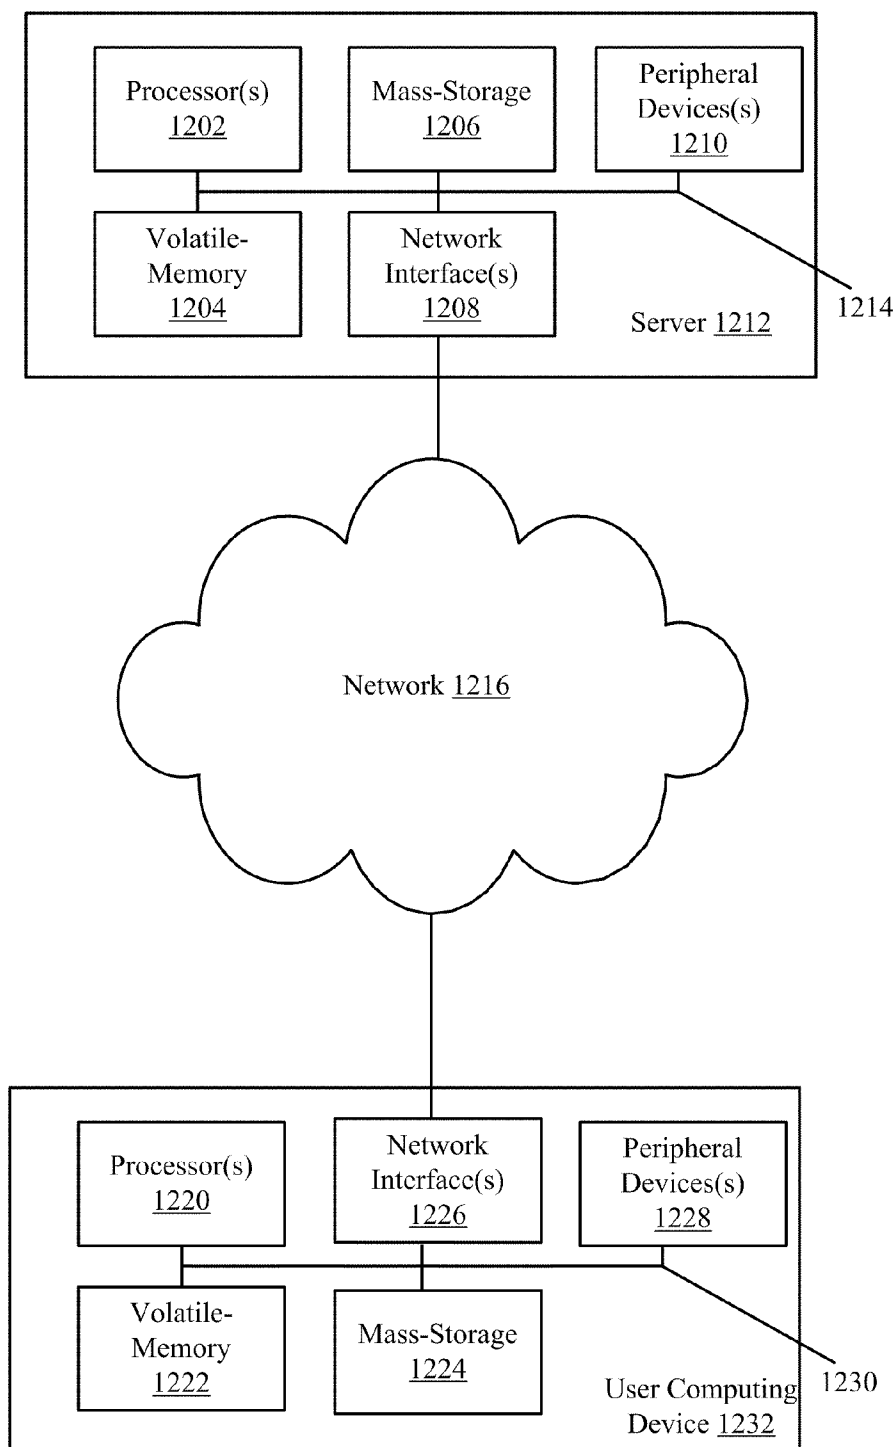 Processor(s)
1202
Mass-Storage
1206
Peripheral
Devices(s)
1210
Volatile-
Memory
1204
Network
Interface(s)
1208
Server 1212
1214
Network 1216
Processor(s)
1220
Network
Interface(s)
1226
Peripheral
Devices(s)
1228
Volatile-
Memory
1222
Mass-Storage
1224
User Computing
Device 1232
1230